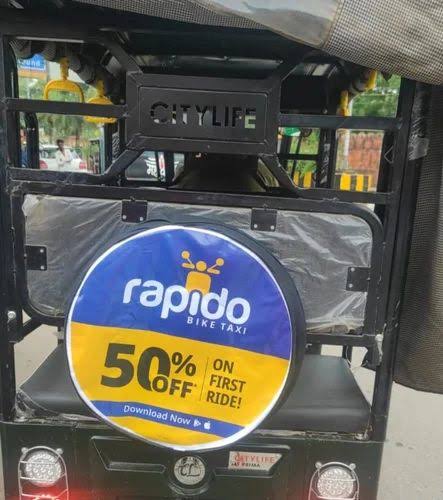 CITYLIFE
rapido
BIKE TAXI
50% OFF*
ON
FIRST
RIDE!
Download Now
CITYLIFE